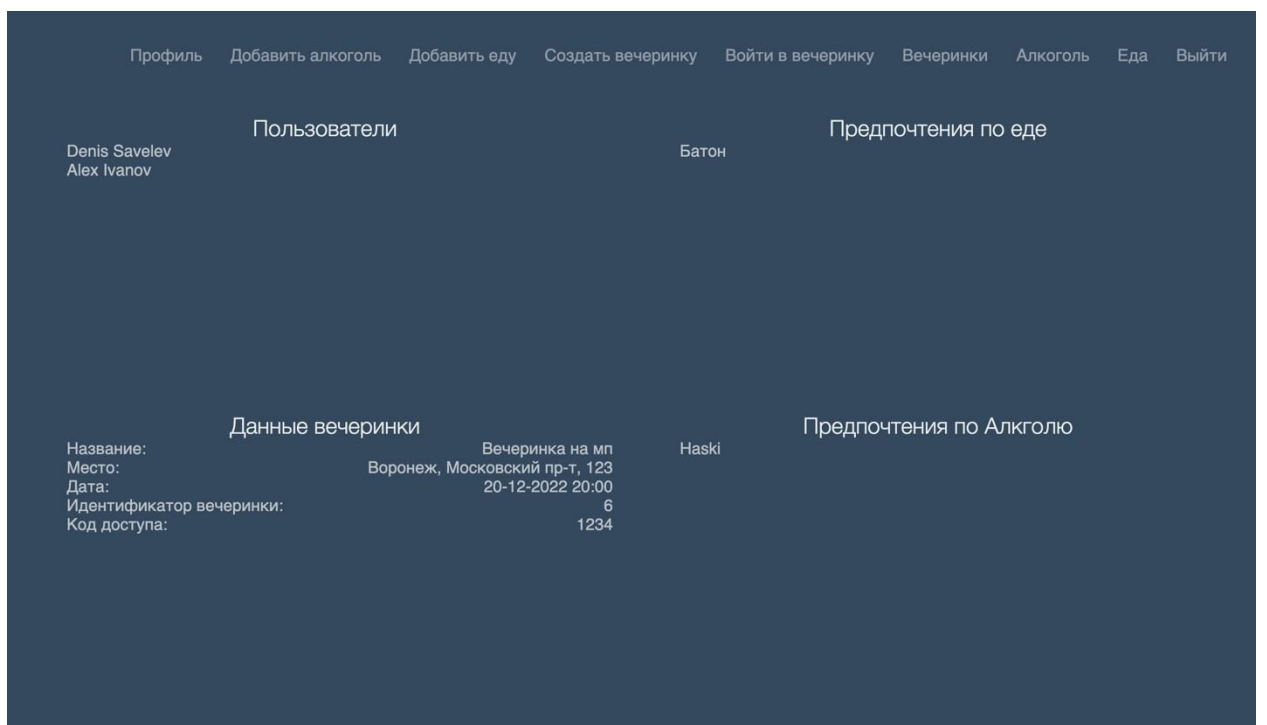 Профиль Добавить алкоголь Добавить еду Создать вечеринку Войти в вечеринку Вечеринки Алкоголь Еда Выйти
Пользователи
Denis Savelev
Alex Ivanov
Предпочтения по еде
Батон
Данные вечеринки
Название: Вечеринка на мп
Место: Воронеж, Московский пр-т, 123
Дата: 20-12-2022 20:00
Идентификатор вечеринки: 6
Код доступа: 1234
Предпочтения по Алкголю
Haski